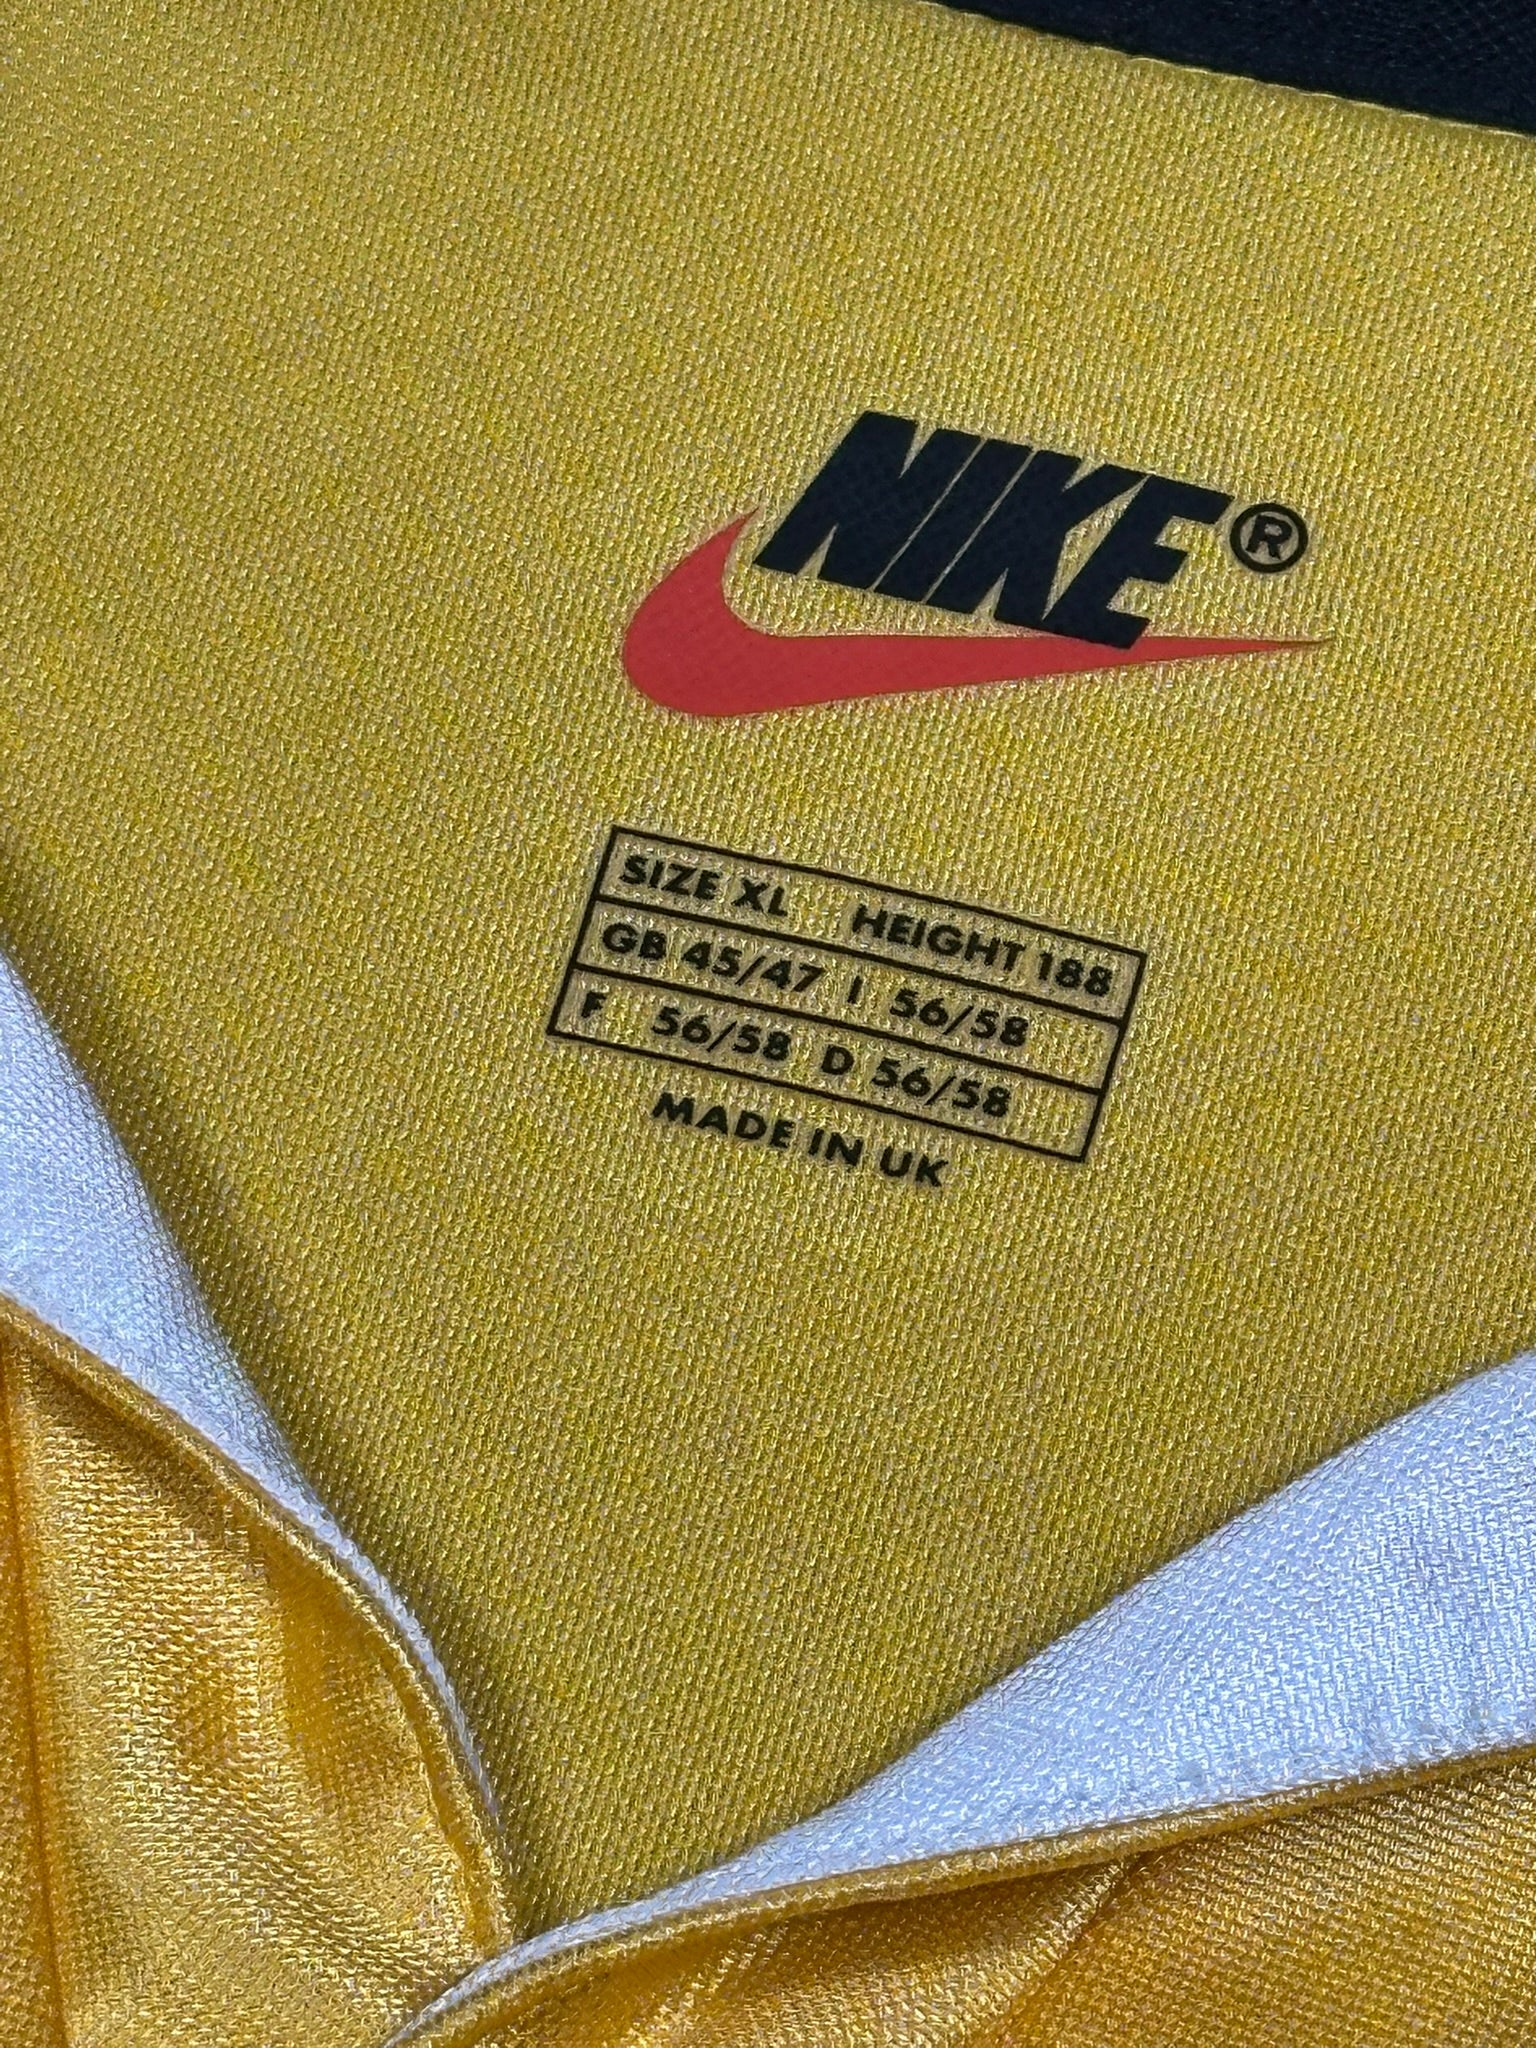 NIKE®
SIZE XL HEIGHT 188
GB 45/47 I 56/58
F 56/58 D 56/58
MADE IN UK